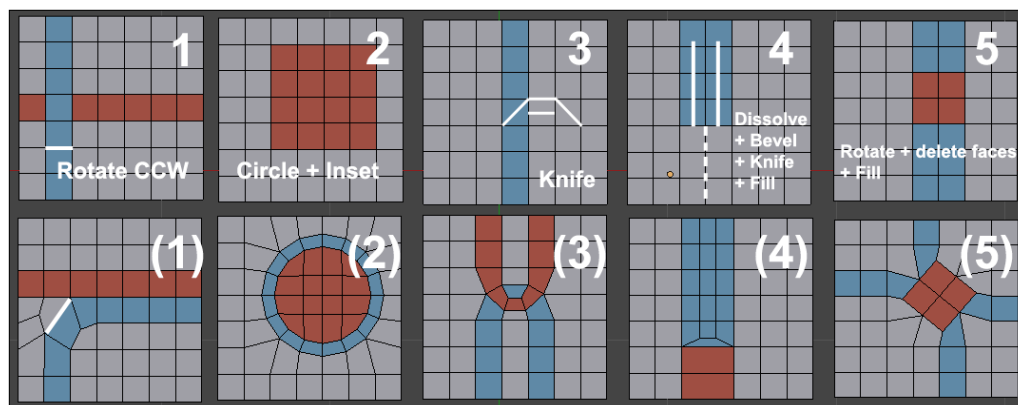 1
2
3
4
5
Rotate CCW
Circle + Inset
Knife
Dissolve
+ Bevel
+ Knife
+ Fill
Rotate + delete faces
+ Fill
(1)
(2)
(3)
(4)
(5)